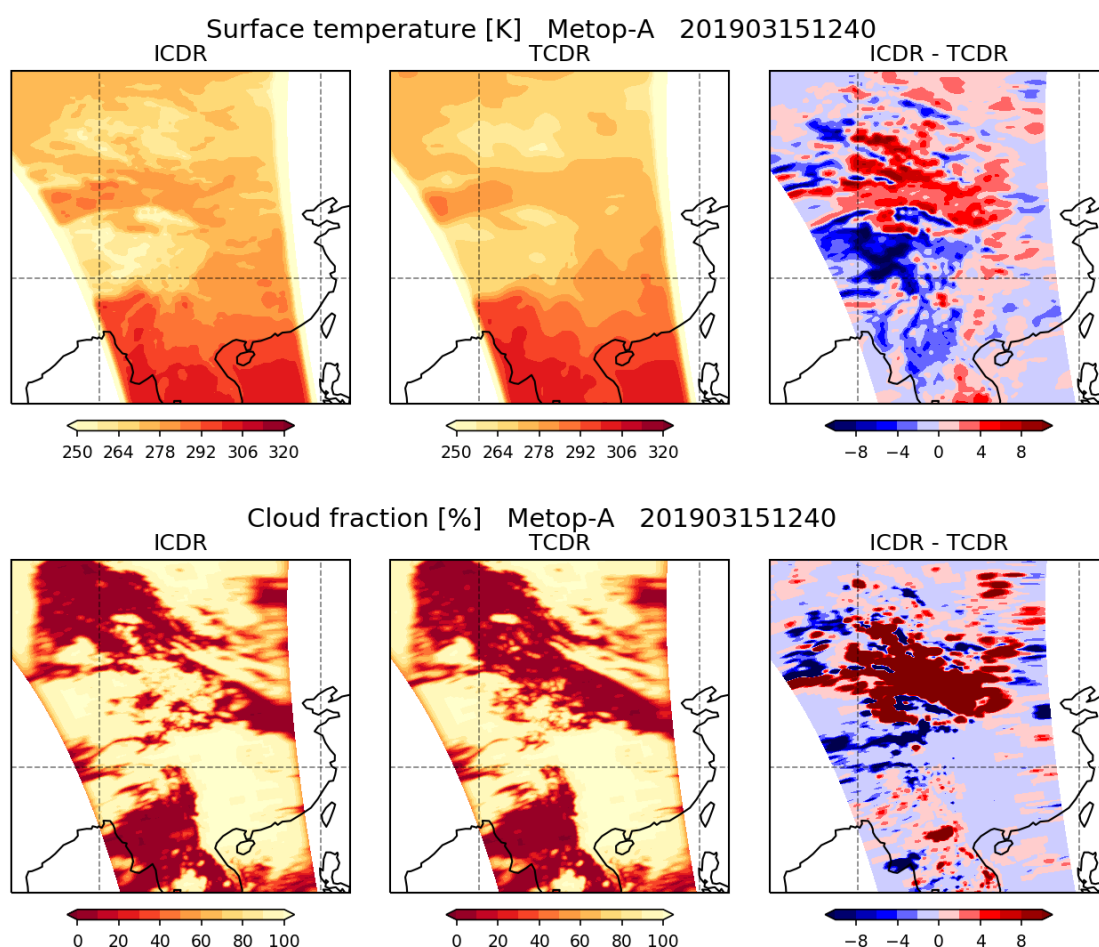 Surface temperature [K]   Metop-A   201903151240
ICDR TCDR ICDR - TCDR
250 264 278 292 306 320 250 264 278 292 306 320 −8 −4 0 4 8
Cloud fraction [%]   Metop-A   201903151240
ICDR TCDR ICDR - TCDR
0 20 40 60 80 100 0 20 40 60 80 100 −8 −4 0 4 8